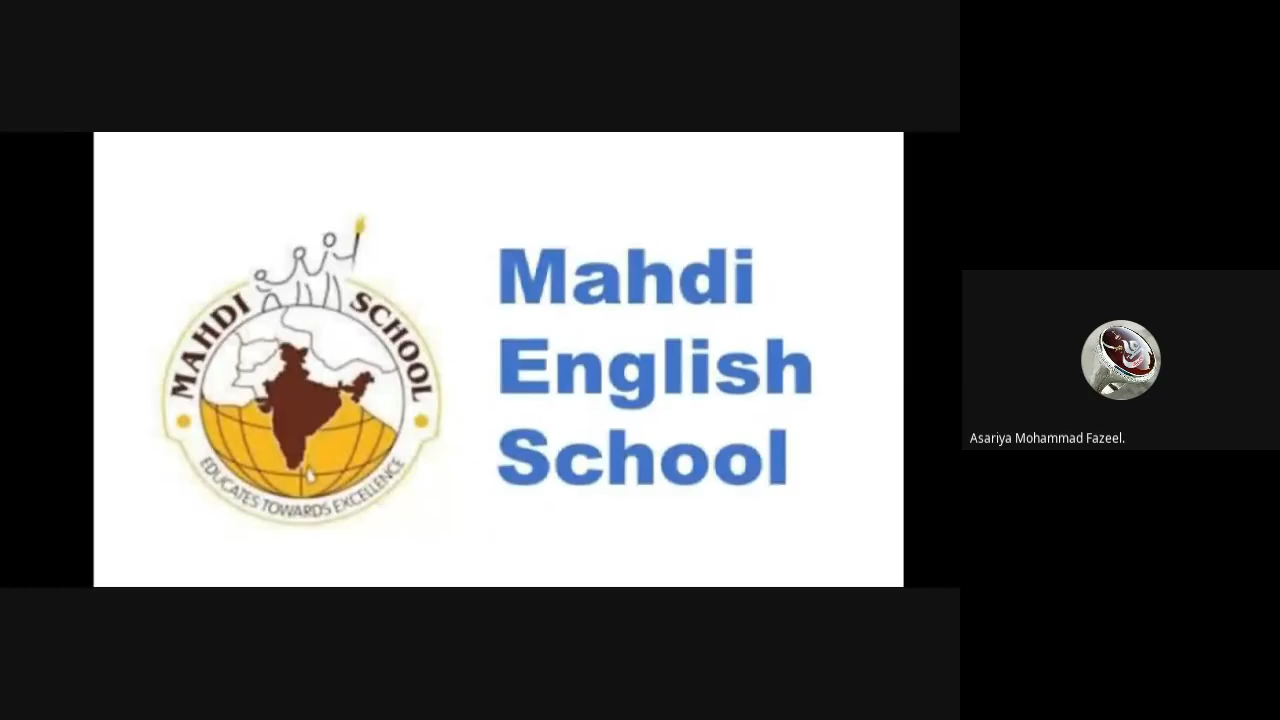 MAHDI SCHOOL
EDUCATES TOWARDS EXCELLENCE
Mahdi
English
School
Asariya Mohammad Fazeel.